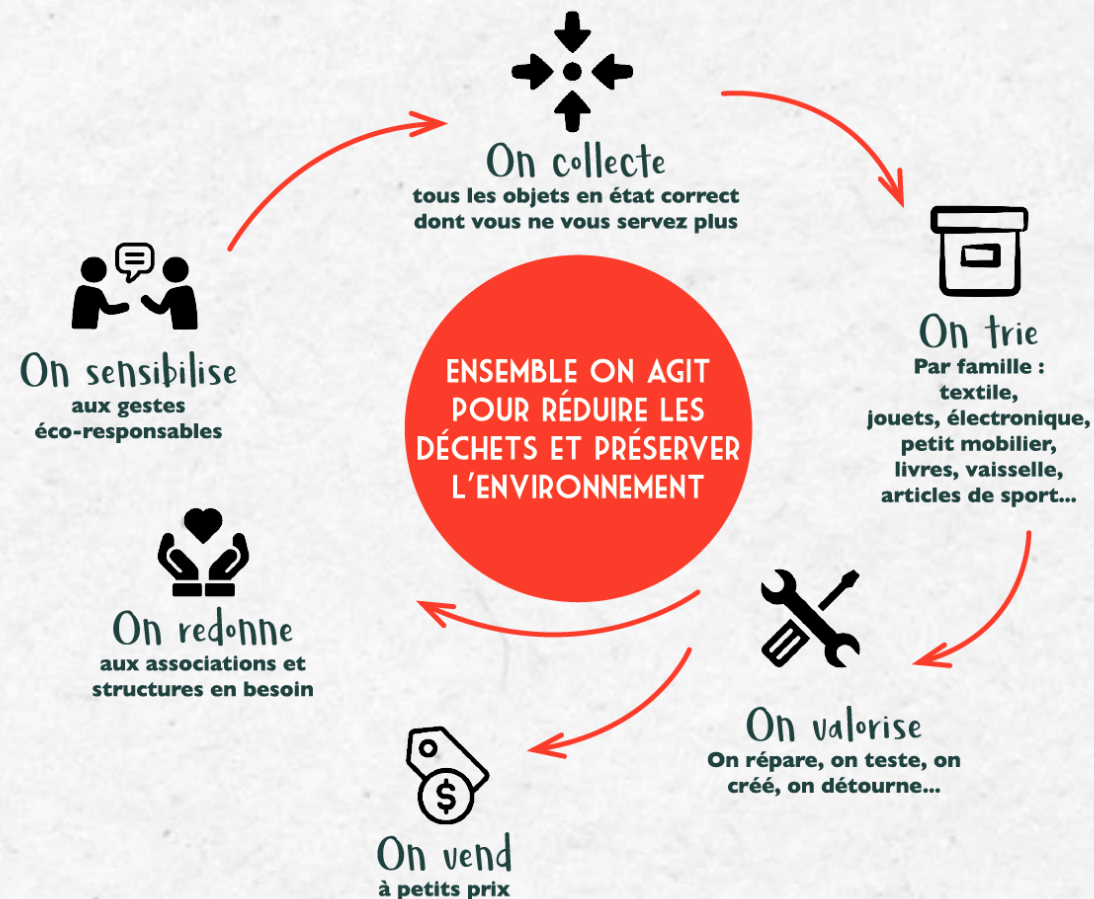 On collecte
tous les objets en état correct
dont vous ne vous servez plus
On trie
Par famille :
textile,
jouets, électronique,
petit mobilier,
livres, vaisselle,
articles de sport...
On valorise
On répare, on teste, on
créé, on détourne...
On vend
à petits prix
On redonne
aux associations et
structures en besoin
On sensibilise
aux gestes
éco-responsables
ENSEMBLE ON AGIT
POUR RÉDUIRE LES
DÉCHETS ET PRÉSERVER
L'ENVIRONNEMENT
$